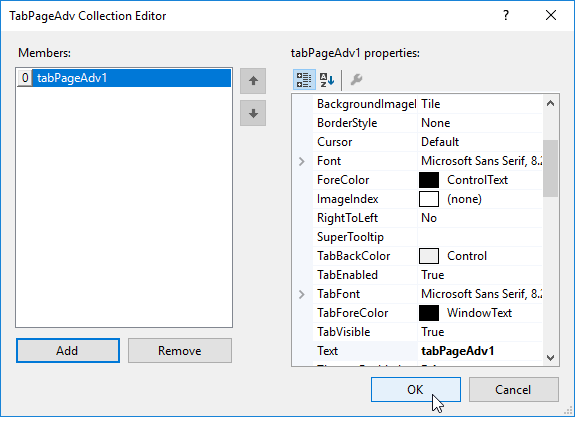 TabPageAdv Collection Editor
Members:
0 tabPageAdv1
Add
Remove
tabPageAdv1 properties:
A
Z
BackgroundImagel Tile
BorderStyle None
Cursor Default
Font Microsoft Sans Serif, 8.2
ForeColor ControlText
ImageIndex (none)
RightToLeft No
SuperTooltip
TabBackColor Control
TabEnabled True
TabFont Microsoft Sans Serif, 8.2
TabForeColor WindowText
TabVisible True
Text tabPageAdv1
OK
Cancel